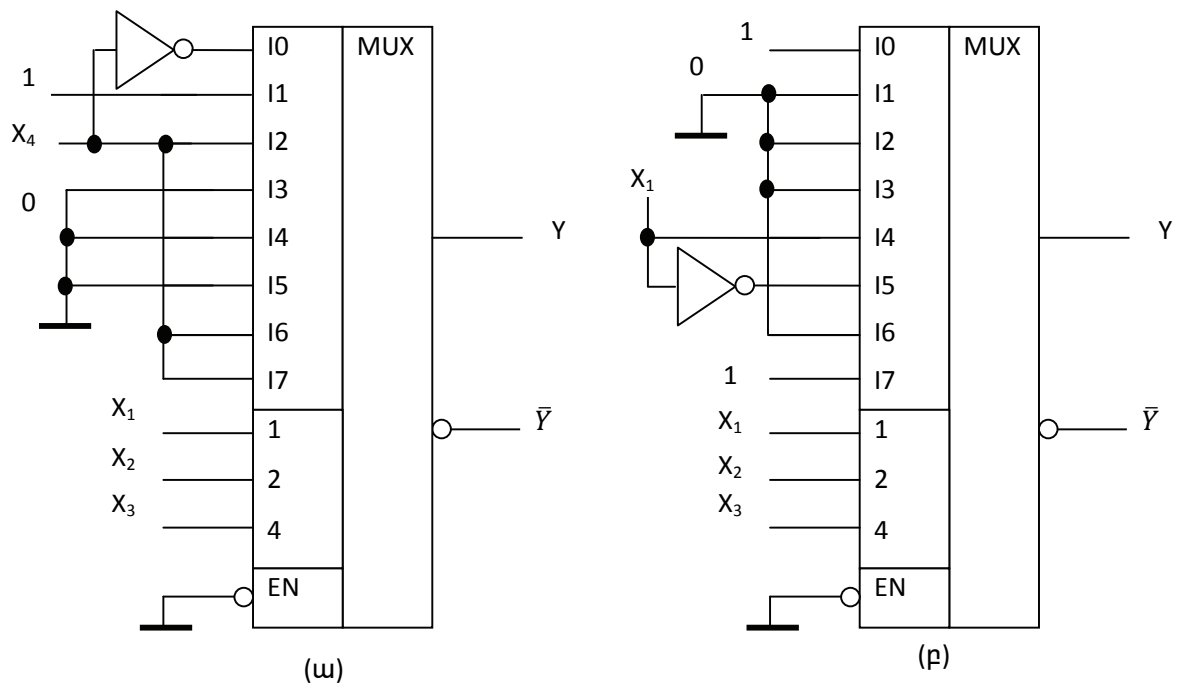 I0
MUX
1
I1
X₄
I2
I3
0
I4
Y
I5
I6
I7
X₁
1
Ȳ
X₂
2
X₃
4
EN
(ա)
1
I0
MUX
0
I1
I2
X₁
I3
I4
Y
I5
I6
1
I7
X₁
1
Ȳ
X₂
2
X₃
4
EN
(բ)